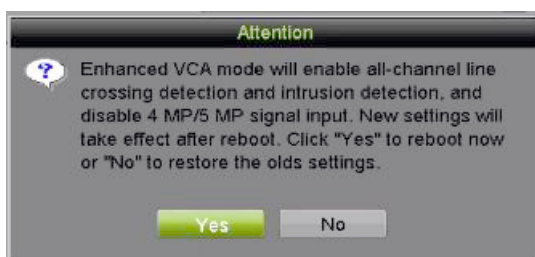 Attention
Enhanced VCA mode will enable all-channel line
crossing detection and intrusion detection, and
disable 4 MP/5 MP signal input. New settings will
take effect after reboot. Click "Yes" to reboot now
or "No" to restore the olds settings.
Yes
No